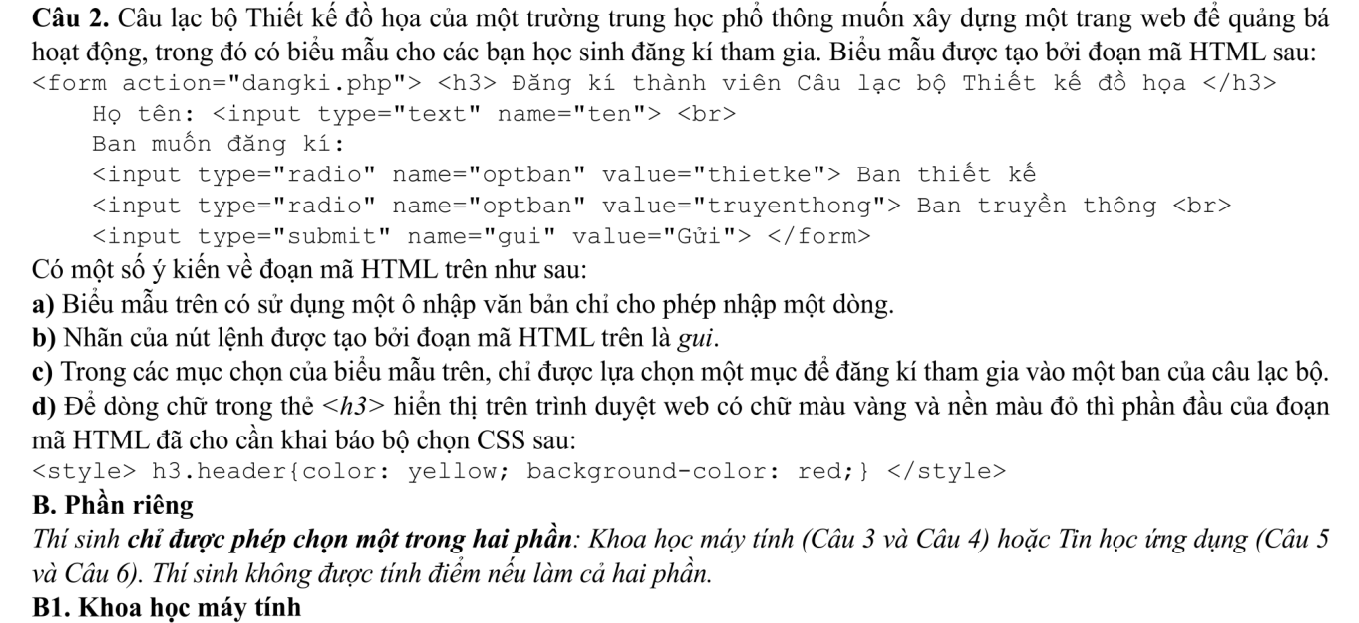 Câu 2. Câu lạc bộ Thiết kế đồ họa của một trường trung học phổ thông muốn xây dựng một trang web để quảng bá
hoạt động, trong đó có biểu mẫu cho các bạn học sinh đăng kí tham gia. Biểu mẫu được tạo bởi đoạn mã HTML sau:
<form action="dangki.php"> <h3> Đăng kí thành viên Câu lạc bộ Thiết kế đồ họa </h3>
Họ tên: <input type="text" name="ten"> <br>
Ban muốn đăng kí:
<input type="radio" name="optban" value="thietke"> Ban thiết kế
<input type="radio" name="optban" value="truyenthong"> Ban truyền thông <br>
<input type="submit" name="gui" value="Gửi"> </form>
Có một số ý kiến về đoạn mã HTML trên như sau:
a) Biểu mẫu trên có sử dụng một ô nhập văn bản chỉ cho phép nhập một dòng.
b) Nhãn của nút lệnh được tạo bởi đoạn mã HTML trên là gui.
c) Trong các mục chọn của biểu mẫu trên, chỉ được lựa chọn một mục để đăng kí tham gia vào một ban của câu lạc bộ.
d) Để dòng chữ trong thẻ <h3> hiển thị trên trình duyệt web có chữ màu vàng và nền màu đỏ thì phần đầu của đoạn
mã HTML đã cho cần khai báo bộ chọn CSS sau:
<style> h3.header{color: yellow; background-color: red;} </style>
B. Phần riêng
Thí sinh chỉ được phép chọn một trong hai phần: Khoa học máy tính (Câu 3 và Câu 4) hoặc Tin học ứng dụng (Câu 5
và Câu 6). Thí sinh không được tính điểm nếu làm cả hai phần.
B1. Khoa học máy tính